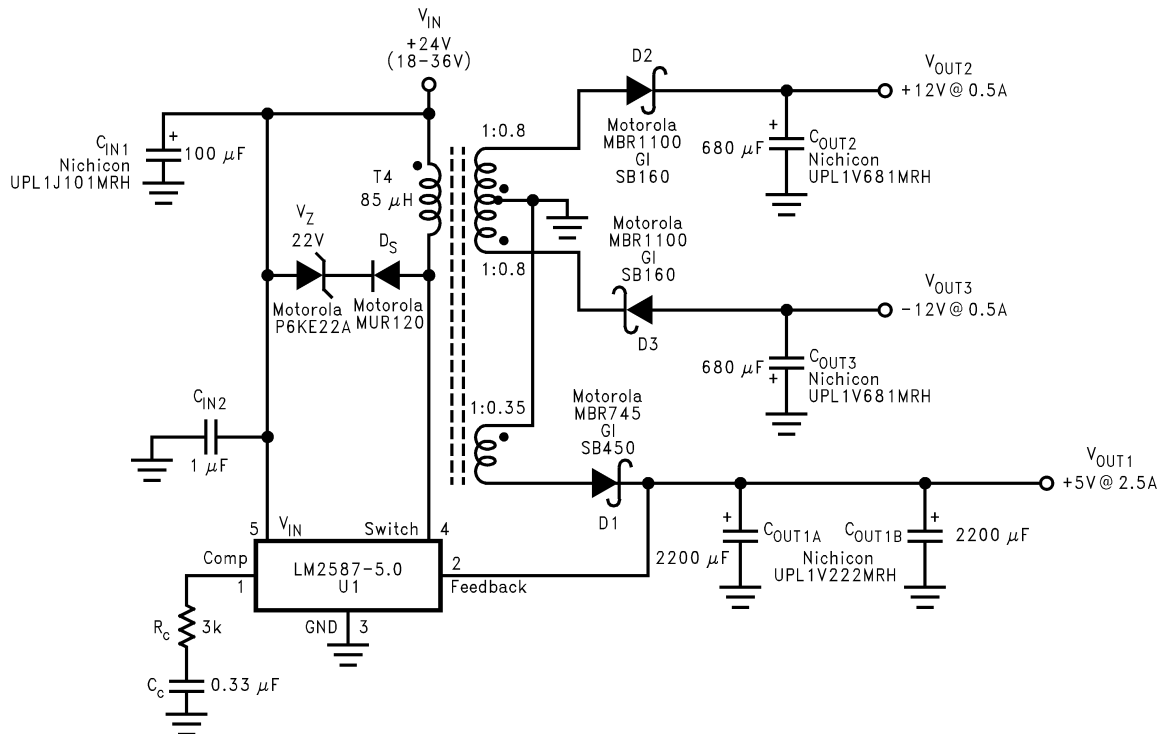 V_IN
+24V
(18-36V)
D2
V_OUT2
+12V @ 0.5A
C_IN1
Nichicon
UPL1J101MRH
+
100 µF
T4
85 µH
1:0.8
Motorola
MBR1100
GI
SB160
+
680 µF
C_OUT2
Nichicon
UPL1V681MRH
V_Z
22V
D_S
Motorola
P6KE22A
Motorola
MUR120
1:0.8
Motorola
MBR1100
GI
SB160
D3
V_OUT3
-12V @ 0.5A
680 µF
+
C_OUT3
Nichicon
UPL1V681MRH
C_IN2
1 µF
1:0.35
Motorola
MBR745
GI
SB450
D1
V_OUT1
+5V @ 2.5A
+
2200 µF
C_OUT1A
C_OUT1B
+
2200 µF
Nichicon
UPL1V222MRH
5
V_IN
Switch
4
Comp
1
LM2587-5.0
U1
2
Feedback
GND
3
R_c
3k
C_c
0.33 µF